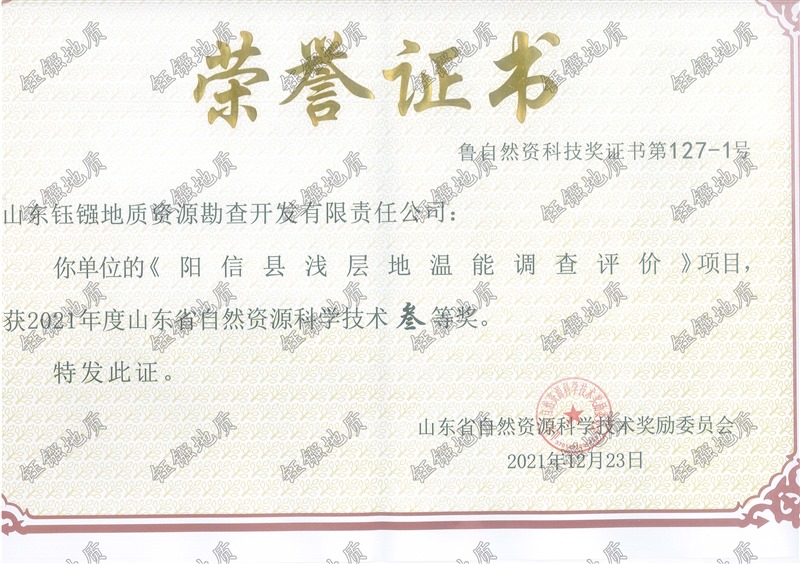 荣誉证书
鲁自然资科技奖证书第127-1号
山东钰镪地质资源勘查开发有限责任公司：
你单位的《阳信县浅层地温能调查评价》项目，
获2021年度山东省自然资源科学技术叁等奖。
特发此证。
山东省自然资源科学技术奖励委员会
2021年12月23日
钰镪地质